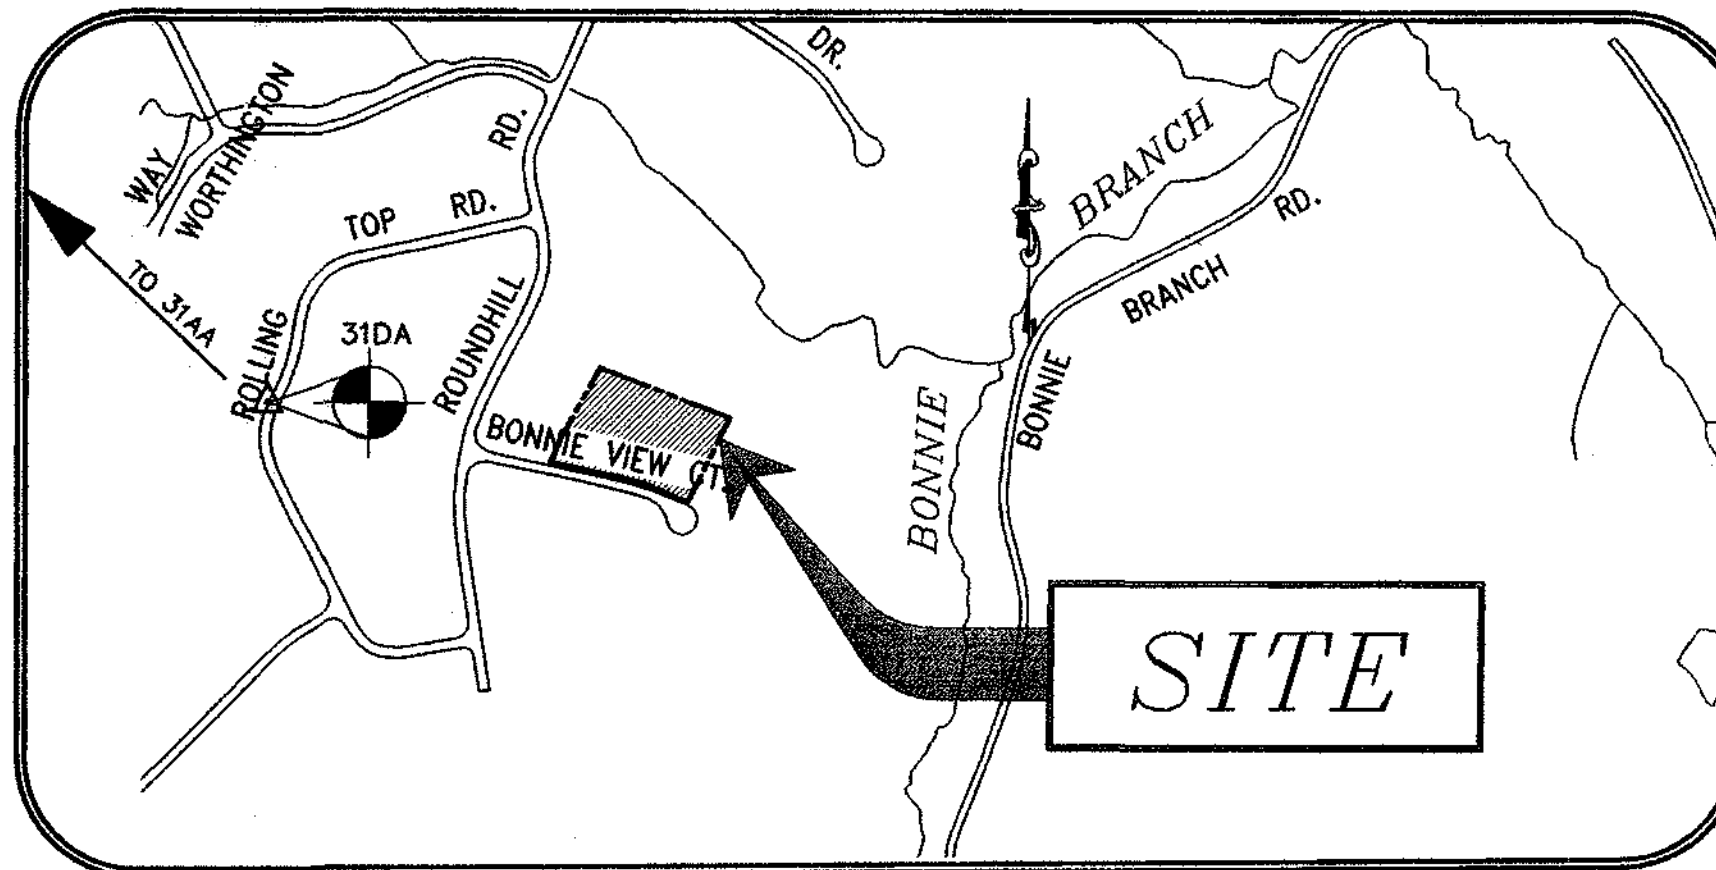 DR.
WAY
WORTHINGTON
RD.
TOP RD.
BRANCH
RD.
TO 31AA
BRANCH
ROLLING
31DA
ROUNDHILL
BONNIE
BONNIE
BONNIE VIEW CT.
SITE